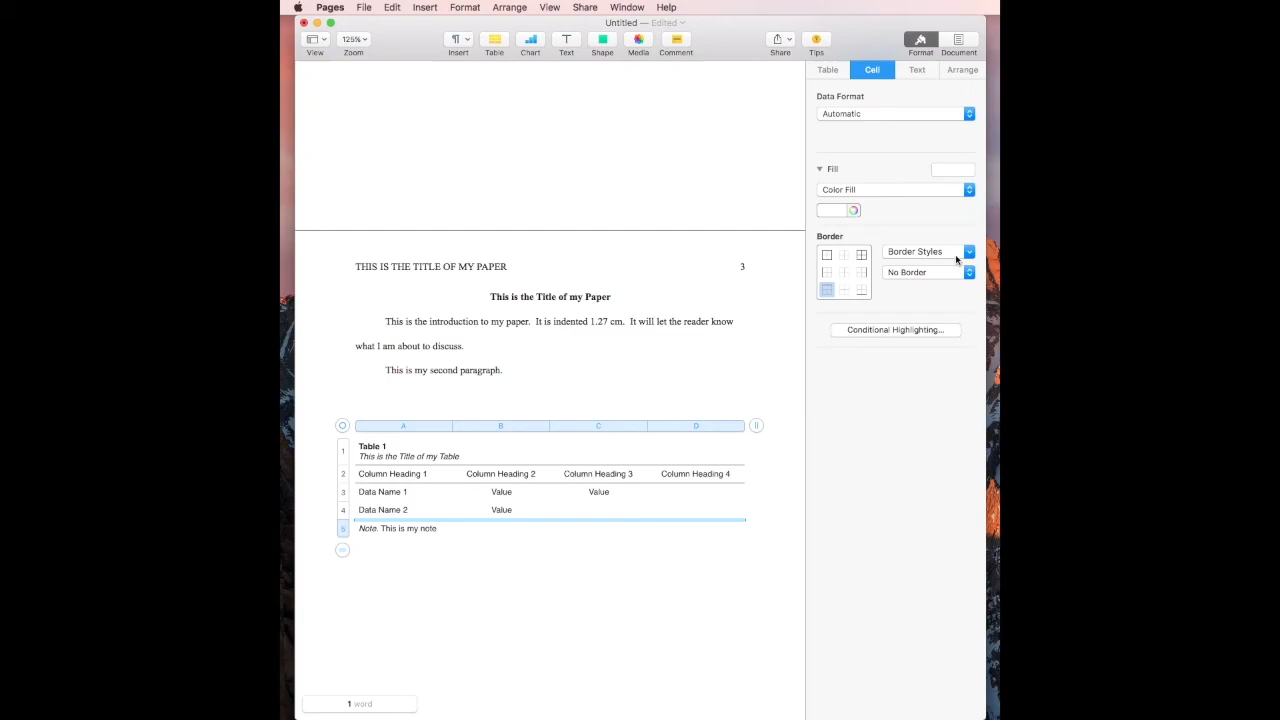 Pages File Edit Insert Format Arrange View Share Window Help
Untitled — Edited
125%
View Zoom Insert Table Chart Text Shape Media Comment Share Tips Format Document
Table Cell Text Arrange
Data Format
Automatic
Fill
Color Fill
Border
Border Styles
No Border
Conditional Highlighting...
THIS IS THE TITLE OF MY PAPER 3
This is the Title of my Paper
This is the introduction to my paper. It is indented 1.27 cm. It will let the reader know
what I am about to discuss.
This is my second paragraph.
A B C D
1 Table 1
This is the Title of my Table
2 Column Heading 1 Column Heading 2 Column Heading 3 Column Heading 4
3 Data Name 1 Value Value
4 Data Name 2 Value
5 Note. This is my note
1 word